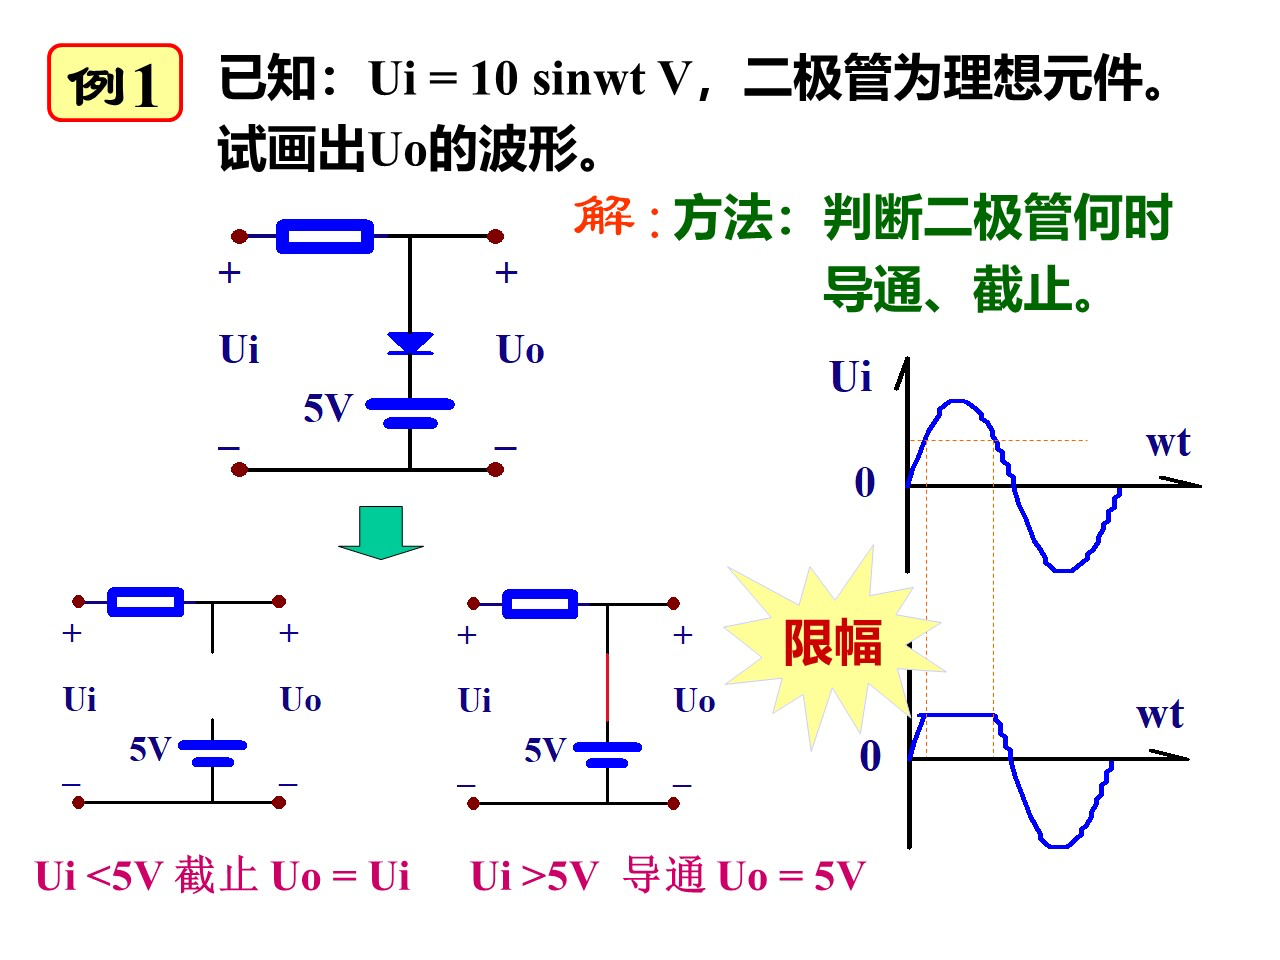 例1
已知：Ui = 10 sinwt V，二极管为理想元件。
试画出Uo的波形。
解：方法：判断二极管何时
导通、截止。
+ +
Ui Uo
5V
– –
Ui
wt
0
+ +
Ui Uo
5V
– –
+ +
Ui Uo
5V
– –
限幅
wt
0
Ui <5V 截止 Uo = Ui
Ui >5V 导通 Uo = 5V